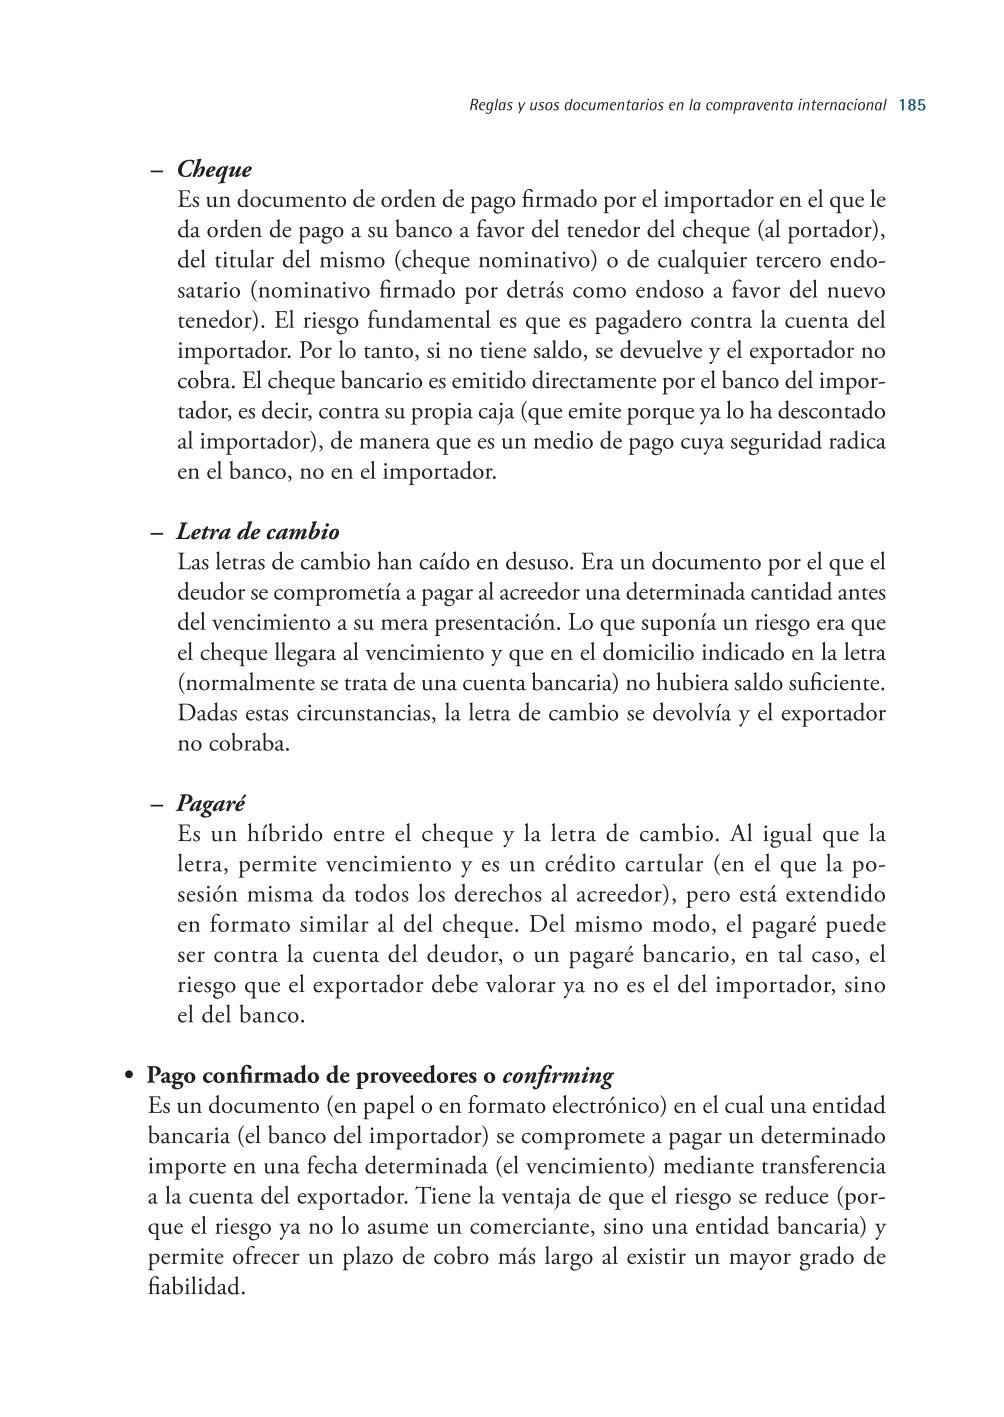 Reglas y usos documentarios en la compraventa internacional 185
– Cheque
Es un documento de orden de pago firmado por el importador en el que le
da orden de pago a su banco a favor del tenedor del cheque (al portador),
del titular del mismo (cheque nominativo) o de cualquier tercero endo-
satario (nominativo firmado por detrás como endoso a favor del nuevo
tenedor). El riesgo fundamental es que es pagadero contra la cuenta del
importador. Por lo tanto, si no tiene saldo, se devuelve y el exportador no
cobra. El cheque bancario es emitido directamente por el banco del impor-
tador, es decir, contra su propia caja (que emite porque ya lo ha descontado
al importador), de manera que es un medio de pago cuya seguridad radica
en el banco, no en el importador.
– Letra de cambio
Las letras de cambio han caído en desuso. Era un documento por el que el
deudor se comprometía a pagar al acreedor una determinada cantidad antes
del vencimiento a su mera presentación. Lo que suponía un riesgo era que
el cheque llegara al vencimiento y que en el domicilio indicado en la letra
(normalmente se trata de una cuenta bancaria) no hubiera saldo suficiente.
Dadas estas circunstancias, la letra de cambio se devolvía y el exportador
no cobraba.
– Pagaré
Es un híbrido entre el cheque y la letra de cambio. Al igual que la
letra, permite vencimiento y es un crédito cartular (en el que la po-
sesión misma da todos los derechos al acreedor), pero está extendido
en formato similar al del cheque. Del mismo modo, el pagaré puede
ser contra la cuenta del deudor, o un pagaré bancario, en tal caso, el
riesgo que el exportador debe valorar ya no es el del importador, sino
el del banco.
• Pago confirmado de proveedores o confirming
Es un documento (en papel o en formato electrónico) en el cual una entidad
bancaria (el banco del importador) se compromete a pagar un determinado
importe en una fecha determinada (el vencimiento) mediante transferencia
a la cuenta del exportador. Tiene la ventaja de que el riesgo se reduce (por-
que el riesgo ya no lo asume un comerciante, sino una entidad bancaria) y
permite ofrecer un plazo de cobro más largo al existir un mayor grado de
fiabilidad.